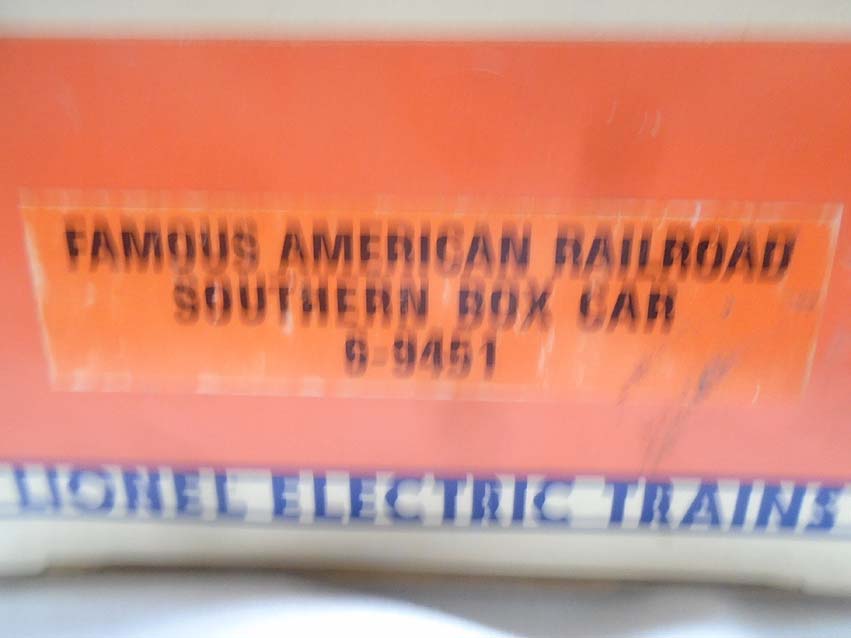 FAMOUS AMERICAN RAILROAD
SOUTHERN BOX CAR
6-9451
LIONEL ELECTRIC TRAINS